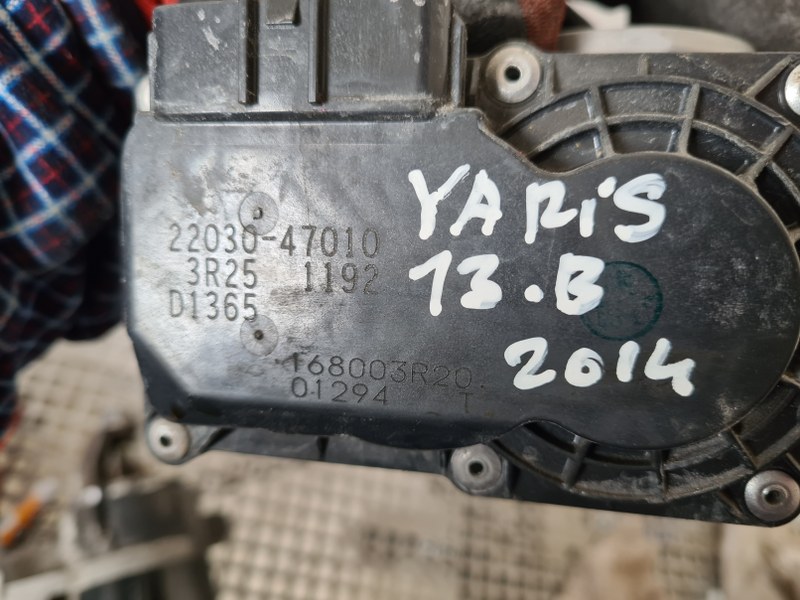 22030-47010
3R25 1192
D1365
168003R20.
01294 T
YARiS
13.B
2014